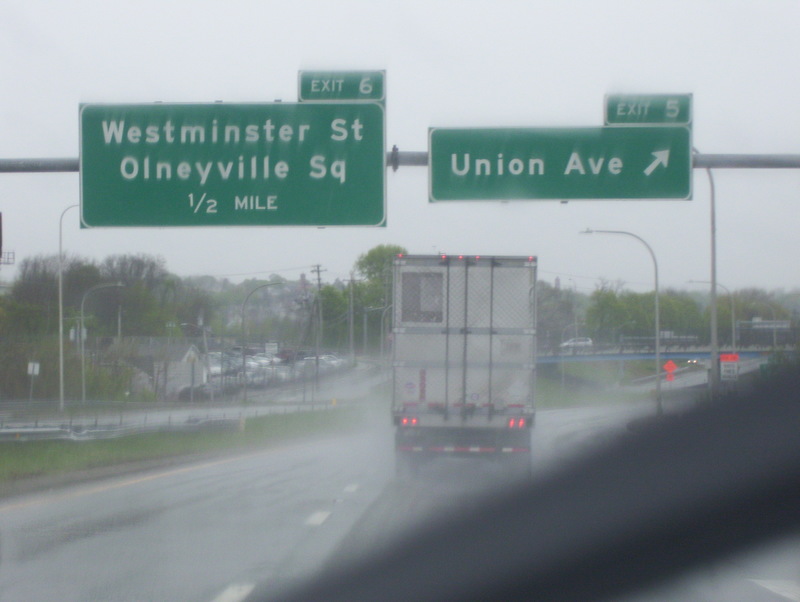 EXIT 6
Westminster St
Olneyville Sq
1/2 MILE
EXIT 5
Union Ave